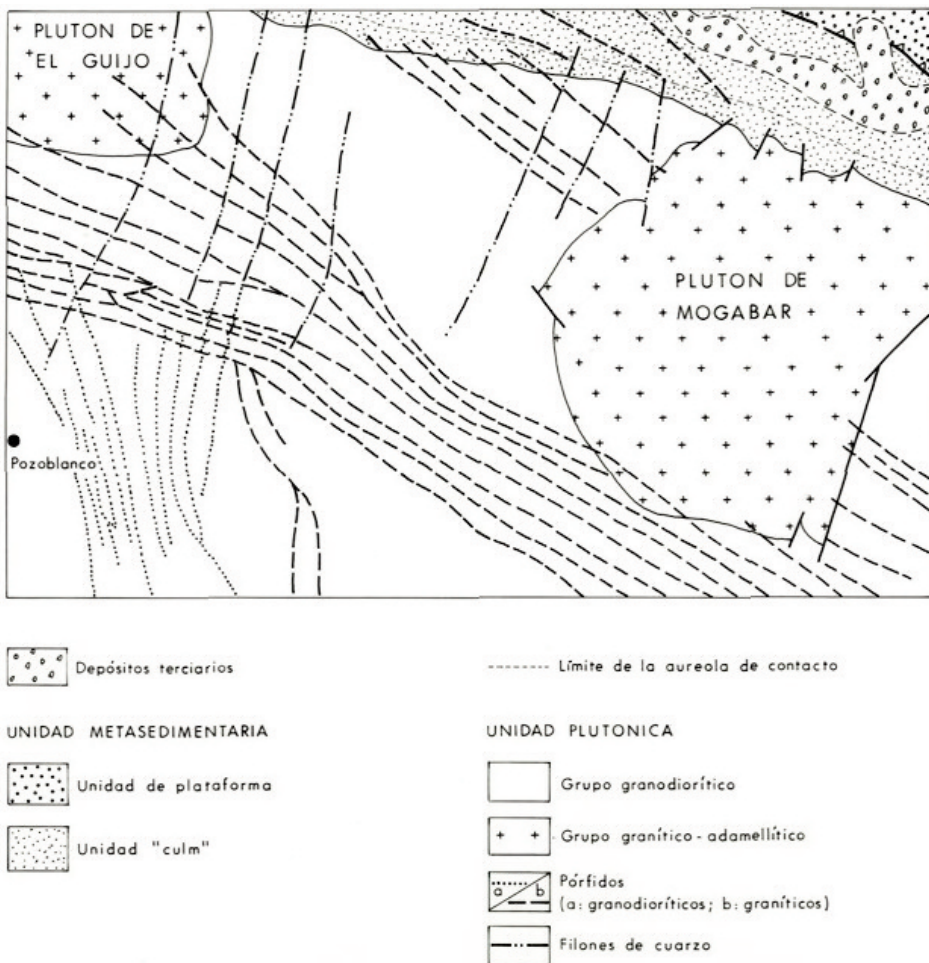 PLUTON DE
EL GUIJO
PLUTON DE
MOGABAR
Pozoblanco
Depósitos terciarios
UNIDAD METASEDIMENTARIA
Unidad de plataforma
Unidad "culm"
Límite de la aureola de contacto
UNIDAD PLUTONICA
Grupo granodiorítico
Grupo granítico-adamellítico
a b
Pórfidos
(a: granodioríticos; b: graníticos)
Filones de cuarzo